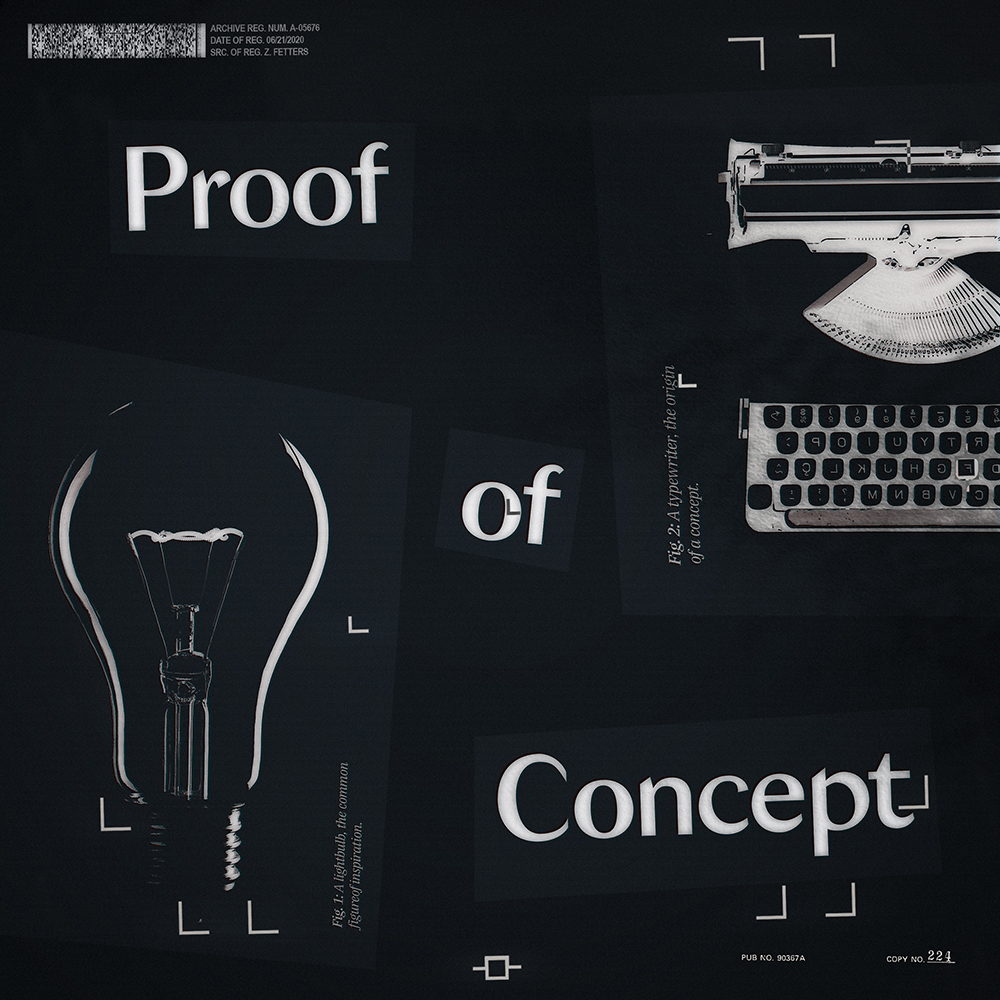 ARCHIVE REG. NUM. A-05676
DATE OF REG. 06/21/2020
SRC. OF REG. Z. FETTERS
Proof
of
Concept
Fig. 2: A typewriter, the origin
of a concept.
Fig. 1: A lightbulb, the common
figureof inspiration.
PUB NO. 90367A
COPY NO. 224